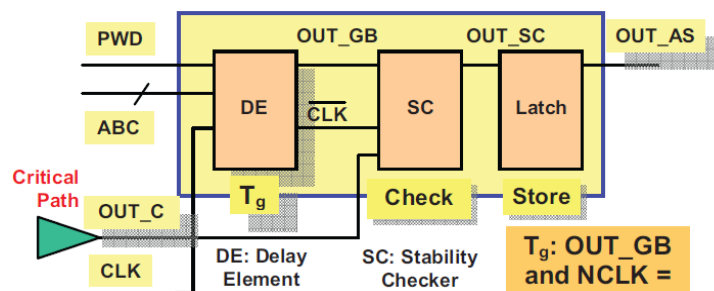 PWD
OUT_GB
OUT_SC
OUT_AS
DE
CLK
SC
Latch
ABC
Critical
Path
OUT_C
Tg
Check
Store
CLK
DE: Delay
Element
SC: Stability
Checker
Tg: OUT_GB
and NCLK =